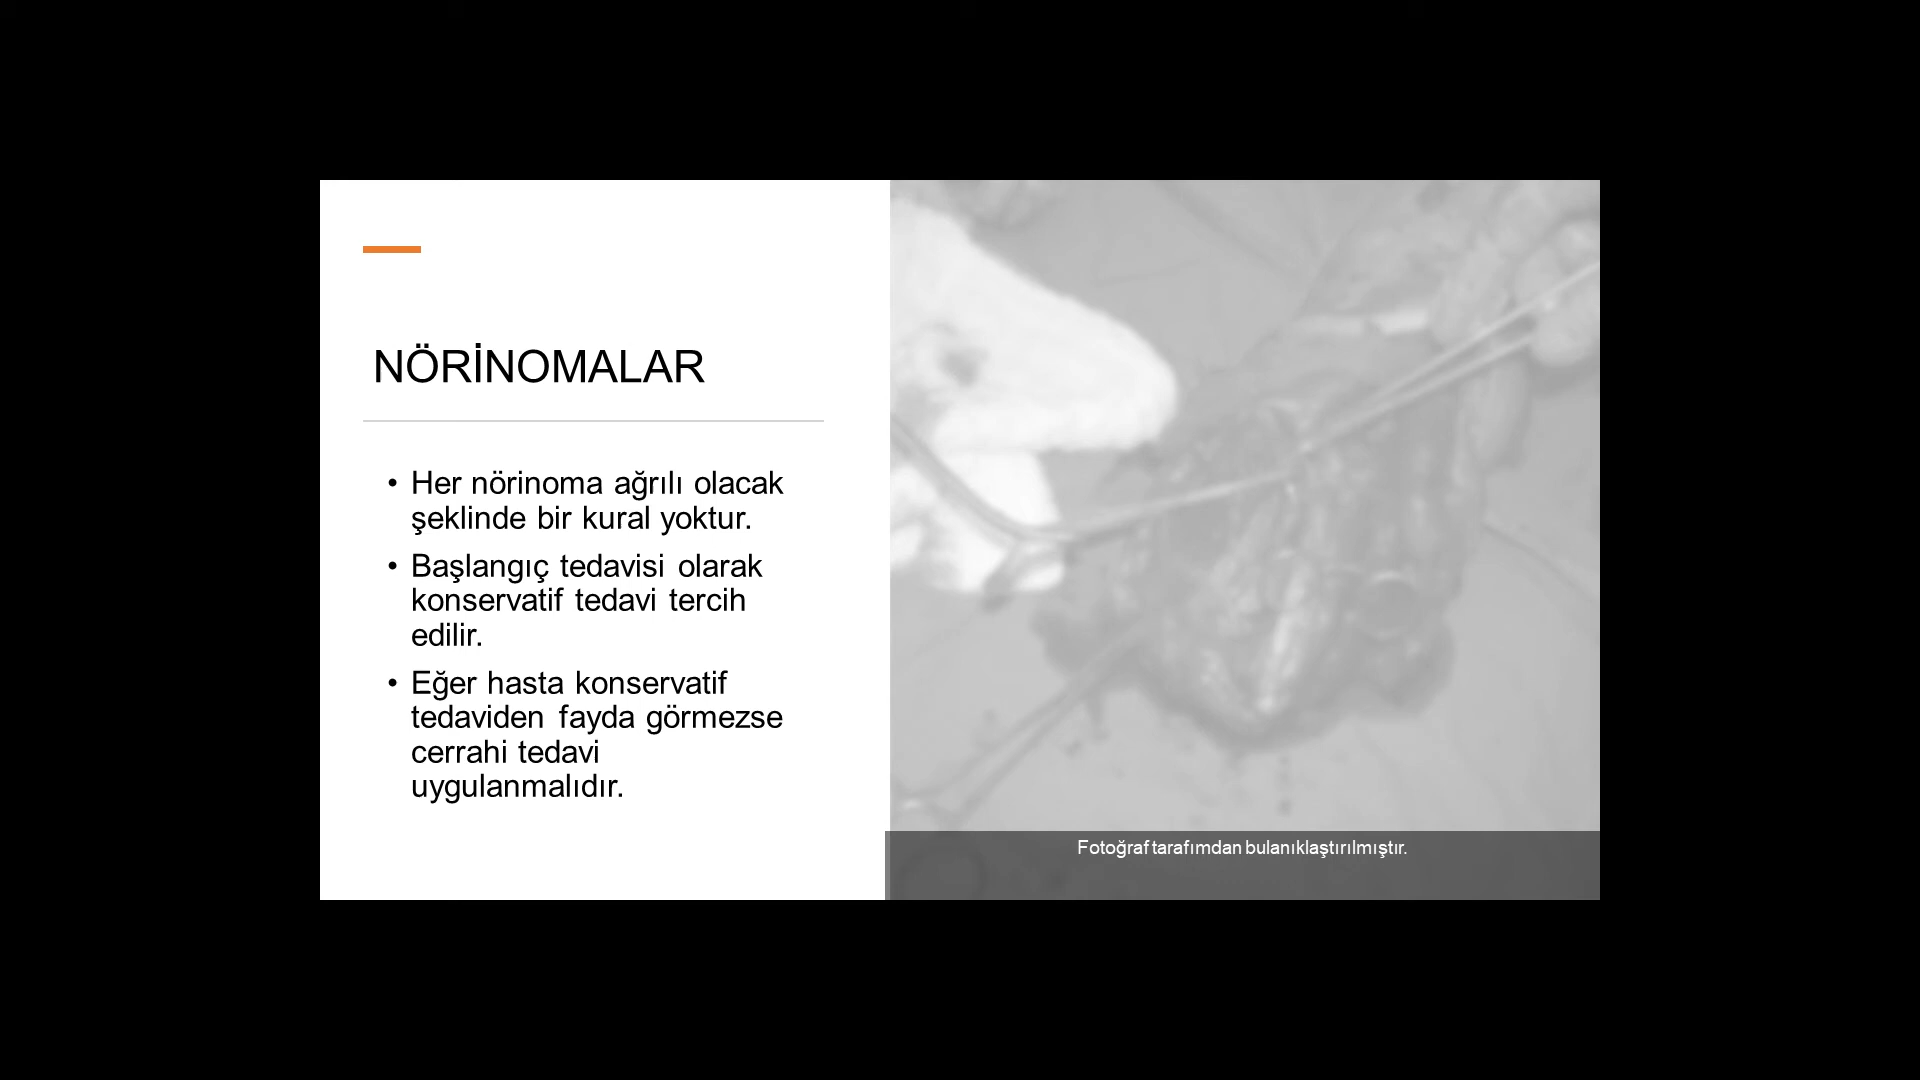 NÖRİNOMALAR
• Her nörinoma ağrılı olacak
şeklinde bir kural yoktur.
• Başlangıç tedavisi olarak
konservatif tedavi tercih
edilir.
• Eğer hasta konservatif
tedaviden fayda görmezse
cerrahi tedavi
uygulanmalıdır.
Fotoğraf tarafımdan bulanıklaştırılmıştır.